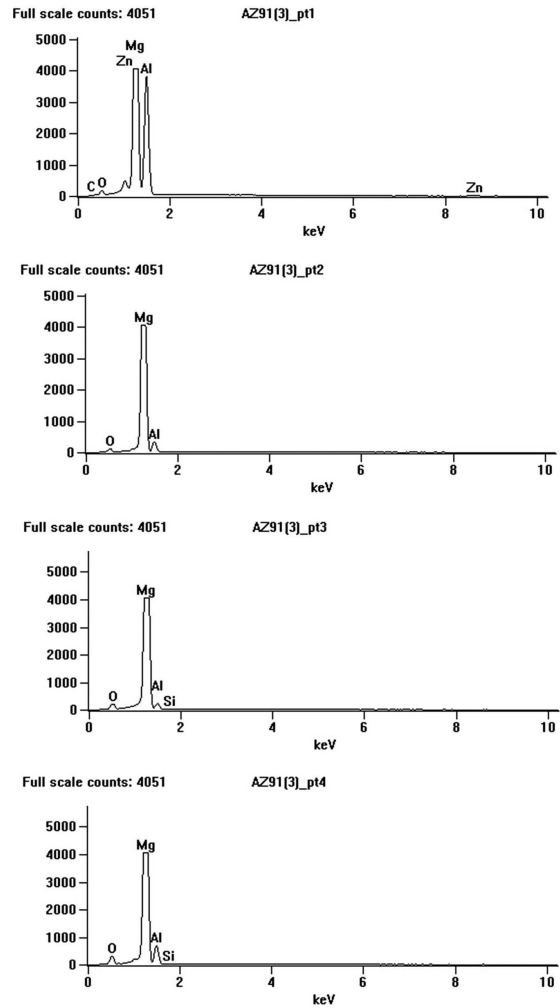 Full scale counts: 4051 AZ91(3)_pt1
5000
Mg
4000
Zn Al
3000
2000
1000
C O Zn
0
0 2 4 6 8 10
keV
Full scale counts: 4051 AZ91(3)_pt2
5000
Mg
4000
3000
2000
1000
O Al
0
0 2 4 6 8 10
keV
Full scale counts: 4051 AZ91(3)_pt3
5000
Mg
4000
3000
2000
1000
Al
O Si
0
0 2 4 6 8 10
keV
Full scale counts: 4051 AZ91(3)_pt4
5000
Mg
4000
3000
2000
1000
Al
O Si
0
0 2 4 6 8 10
keV